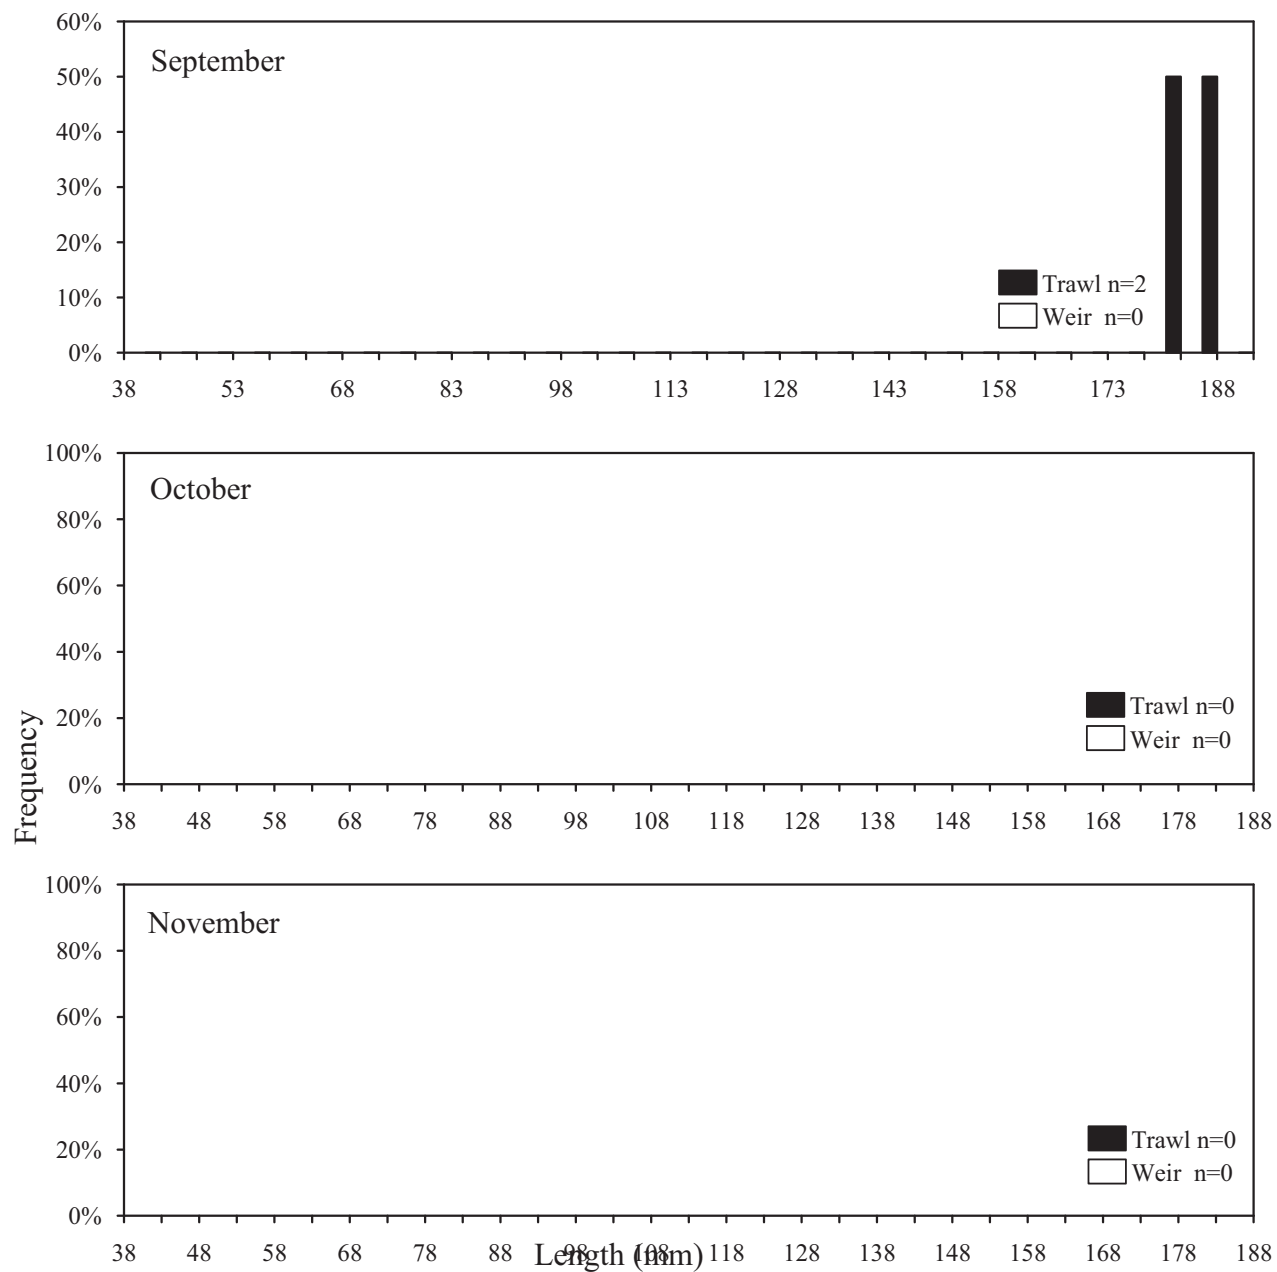 60%
September
50%
40%
30%
20%
Trawl n=2
10%
Weir n=0
0%
38 53 68 83 98 113 128 143 158 173 188
100%
October
80%
60%
40%
Trawl n=0
20%
Weir n=0
0%
38 48 58 68 78 88 98 108 118 128 138 148 158 168 178 188
Frequency
100%
November
80%
60%
40%
Trawl n=0
20%
Weir n=0
0%
38 48 58 68 78 88 98 108 118 128 138 148 158 168 178 188
Length (mm)